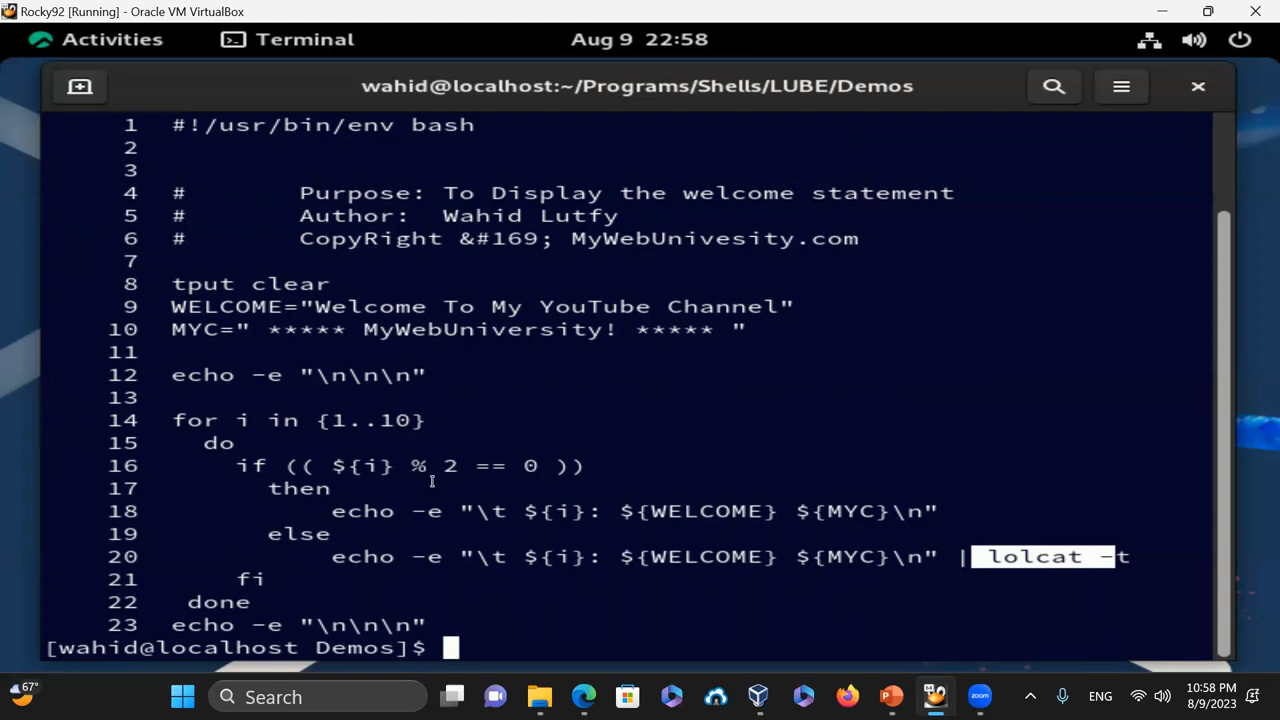 Rocky92 [Running] - Oracle VM VirtualBox
Activities Terminal Aug 9 22:58
wahid@localhost:~/Programs/Shells/LUBE/Demos
1 #!/usr/bin/env bash
2
3
4 # Purpose: To Display the welcome statement
5 # Author: Wahid Lutfy
6 # CopyRight &#169; MyWebUnivesity.com
7
8 tput clear
9 WELCOME="Welcome To My YouTube Channel"
10 MYC=" ***** MyWebUniversity! ***** "
11
12 echo -e "\n\n\n"
13
14 for i in {1..10}
15 do
16 if (( ${i} % 2 == 0 ))
17 then
18 echo -e "\t ${i}: ${WELCOME} ${MYC}\n"
19 else
20 echo -e "\t ${i}: ${WELCOME} ${MYC}\n" | lolcat -t
21 fi
22 done
23 echo -e "\n\n\n"
[wahid@localhost Demos]$
67° Search zoom ENG 10:58 PM
8/9/2023